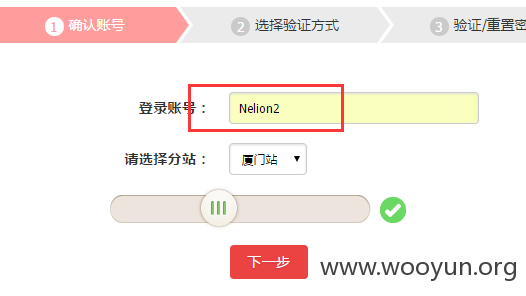 1 确认账号 2 选择验证方式 3 验证/重置密
登录账号： Nelion2
请选择分站： 厦门站
下一步
www.wooyun.org